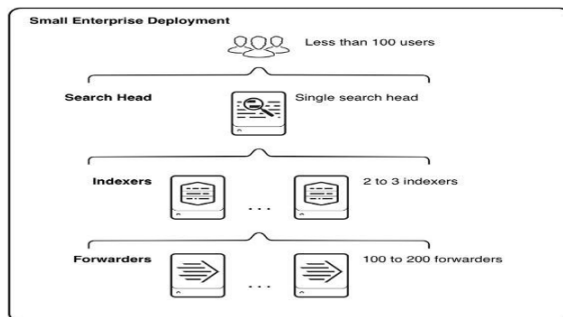 Small Enterprise Deployment
Less than 100 users
Search Head
Single search head
Indexers
...
2 to 3 indexers
Forwarders
...
100 to 200 forwarders